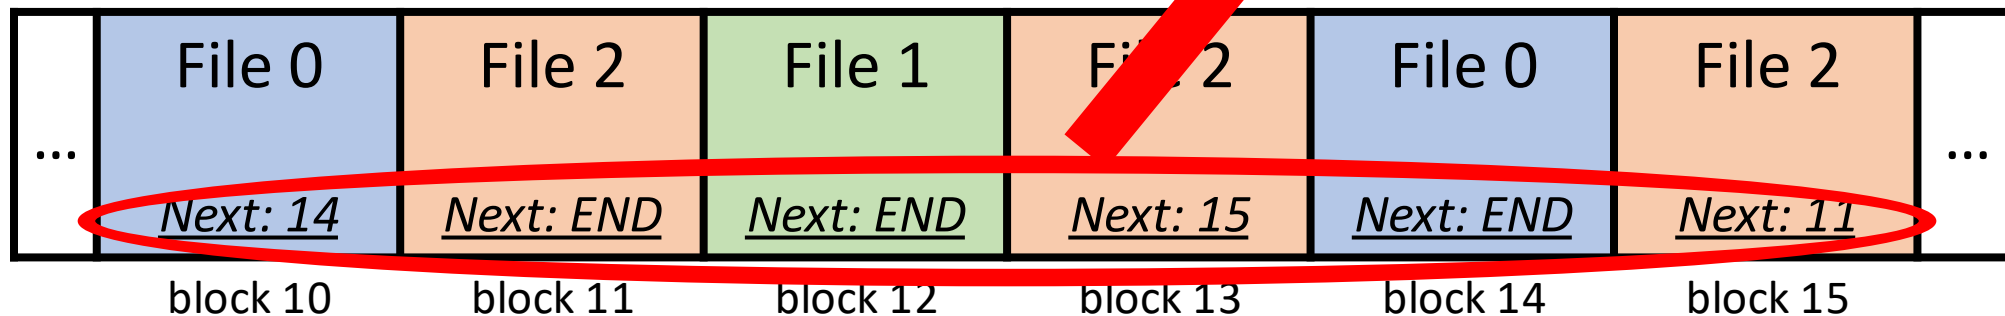 File 0 File 2 File 1 File 2 File 0 File 2
... ...
Next: 14 Next: END Next: END Next: 15 Next: END Next: 11
block 10 block 11 block 12 block 13 block 14 block 15